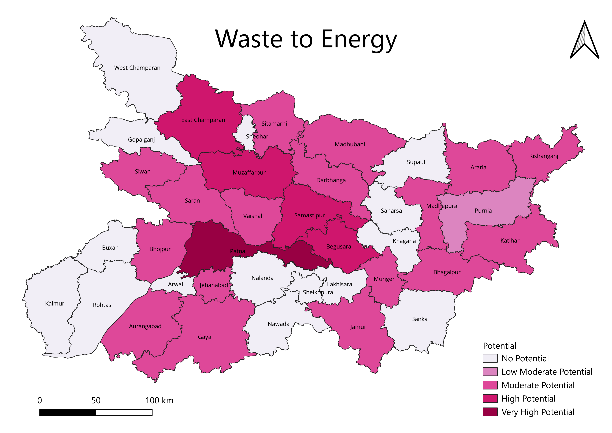 Waste to Energy
West Champaran
East Champaran
Sitamarhi
Sheohar
Gopalganj
Madhubani
Supaul
Araria
Kishanganj
Siwan
Muzaffarpur
Darbhanga
Saran
Vaishali
Samastipur
Saharsa
Madhepura
Purnia
Buxar
Bhojpur
Patna
Begusarai
Khagaria
Katihar
Kaimur
Rohtas
Arwal
Jehanabad
Nalanda
Sheikhpura
Lakhisarai
Munger
Bhagalpur
Aurangabad
Gaya
Nawada
Jamui
Banka
Potential
No Potential
Low Moderate Potential
Moderate Potential
High Potential
Very High Potential
0 50 100 km